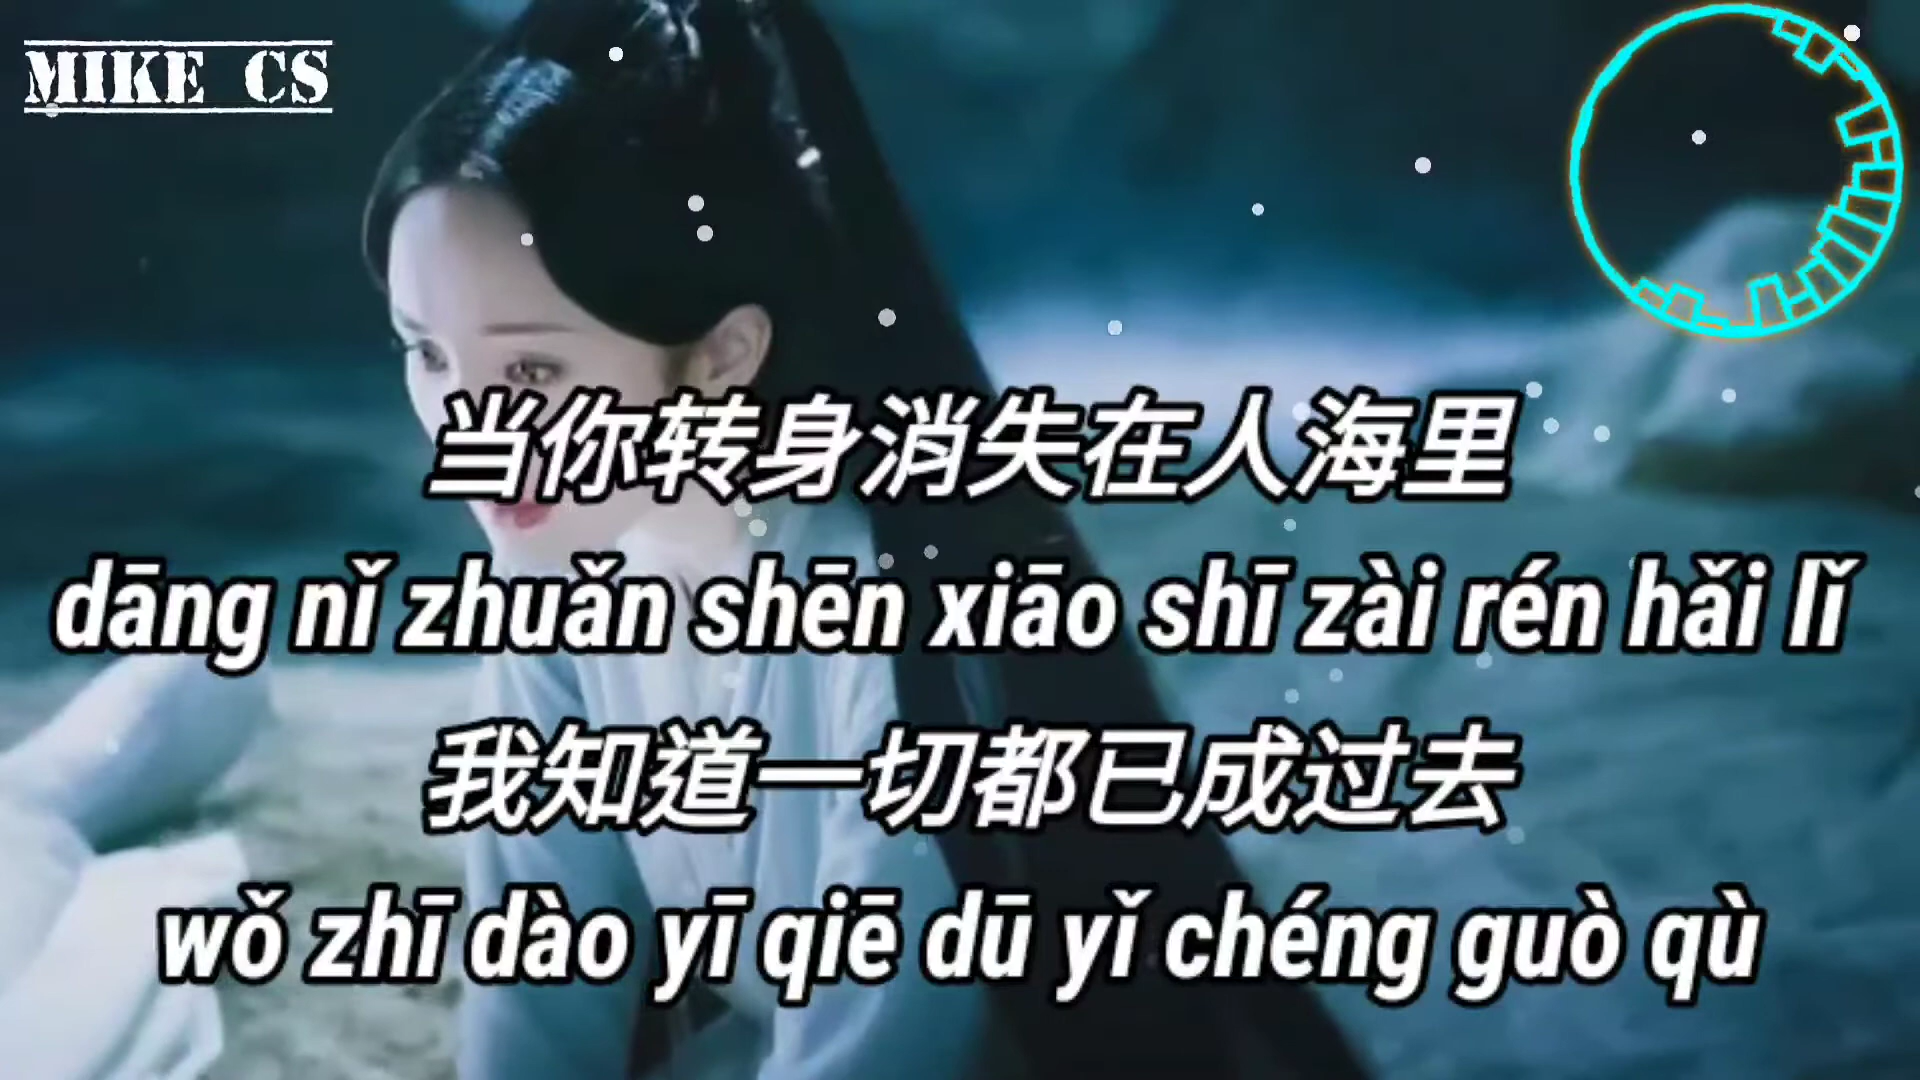 MIKE CS
当你转身消失在人海里
dāng nǐ zhuǎn shēn xiāo shī zài rén hǎi lǐ
我知道一切都已成过去
wǒ zhī dào yī qiē dū yǐ chéng guò qù